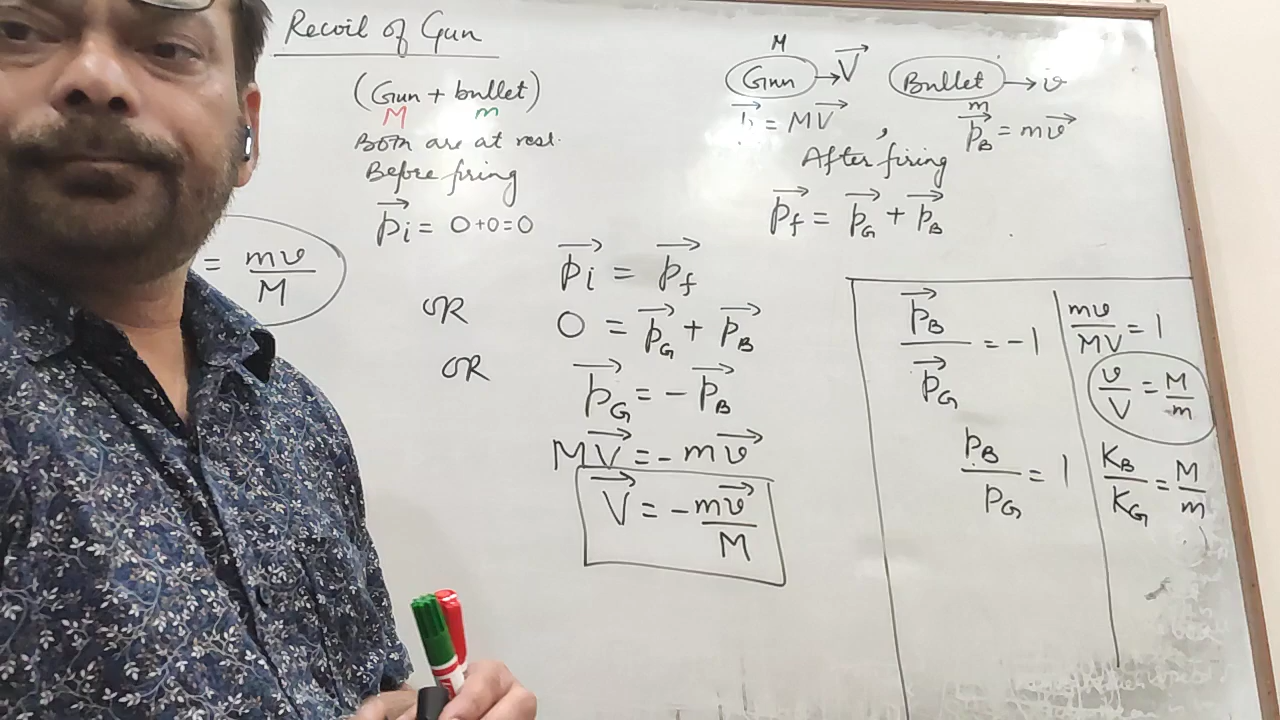 Recoil of Gun
(Gun + bullet)
M m
Both are at rest.
Before firing
p⃗i = 0+0=0
= mv/M
M
Gun → V⃗
Bullet → v
m
= MV⃗ ,
p⃗B = mv⃗
After firing
p⃗f = p⃗G + p⃗B
p⃗i = p⃗f
OR 0 = p⃗G + p⃗B
OR p⃗G = - p⃗B
MV⃗ = - mv⃗
V⃗ = - mv⃗/M
p⃗B/p⃗G = -1
pB/pG = 1
mv/MV = 1
v/V = M/m
KB/KG = M/m